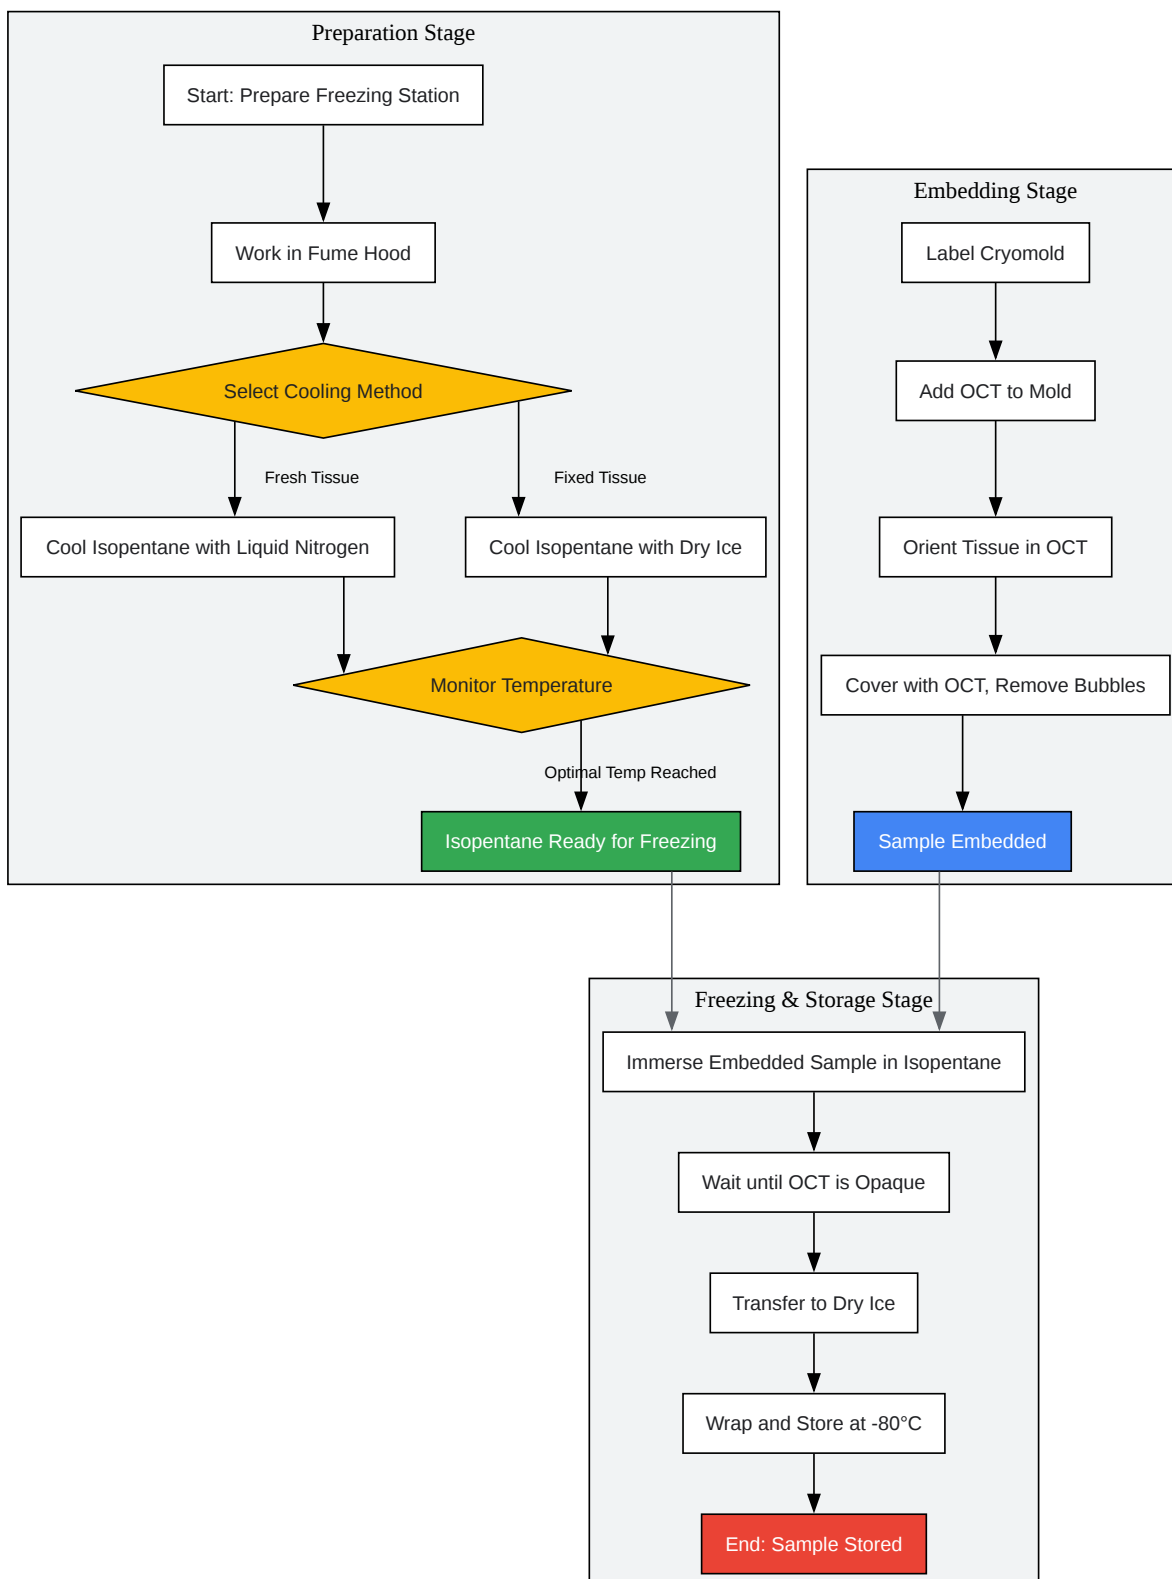 Preparation Stage
Start: Prepare Freezing Station
Work in Fume Hood
Select Cooling Method
Fresh Tissue
Fixed Tissue
Cool Isopentane with Liquid Nitrogen
Cool Isopentane with Dry Ice
Monitor Temperature
Optimal Temp Reached
Isopentane Ready for Freezing
Embedding Stage
Label Cryomold
Add OCT to Mold
Orient Tissue in OCT
Cover with OCT, Remove Bubbles
Sample Embedded
Freezing & Storage Stage
Immerse Embedded Sample in Isopentane
Wait until OCT is Opaque
Transfer to Dry Ice
Wrap and Store at -80°C
End: Sample Stored